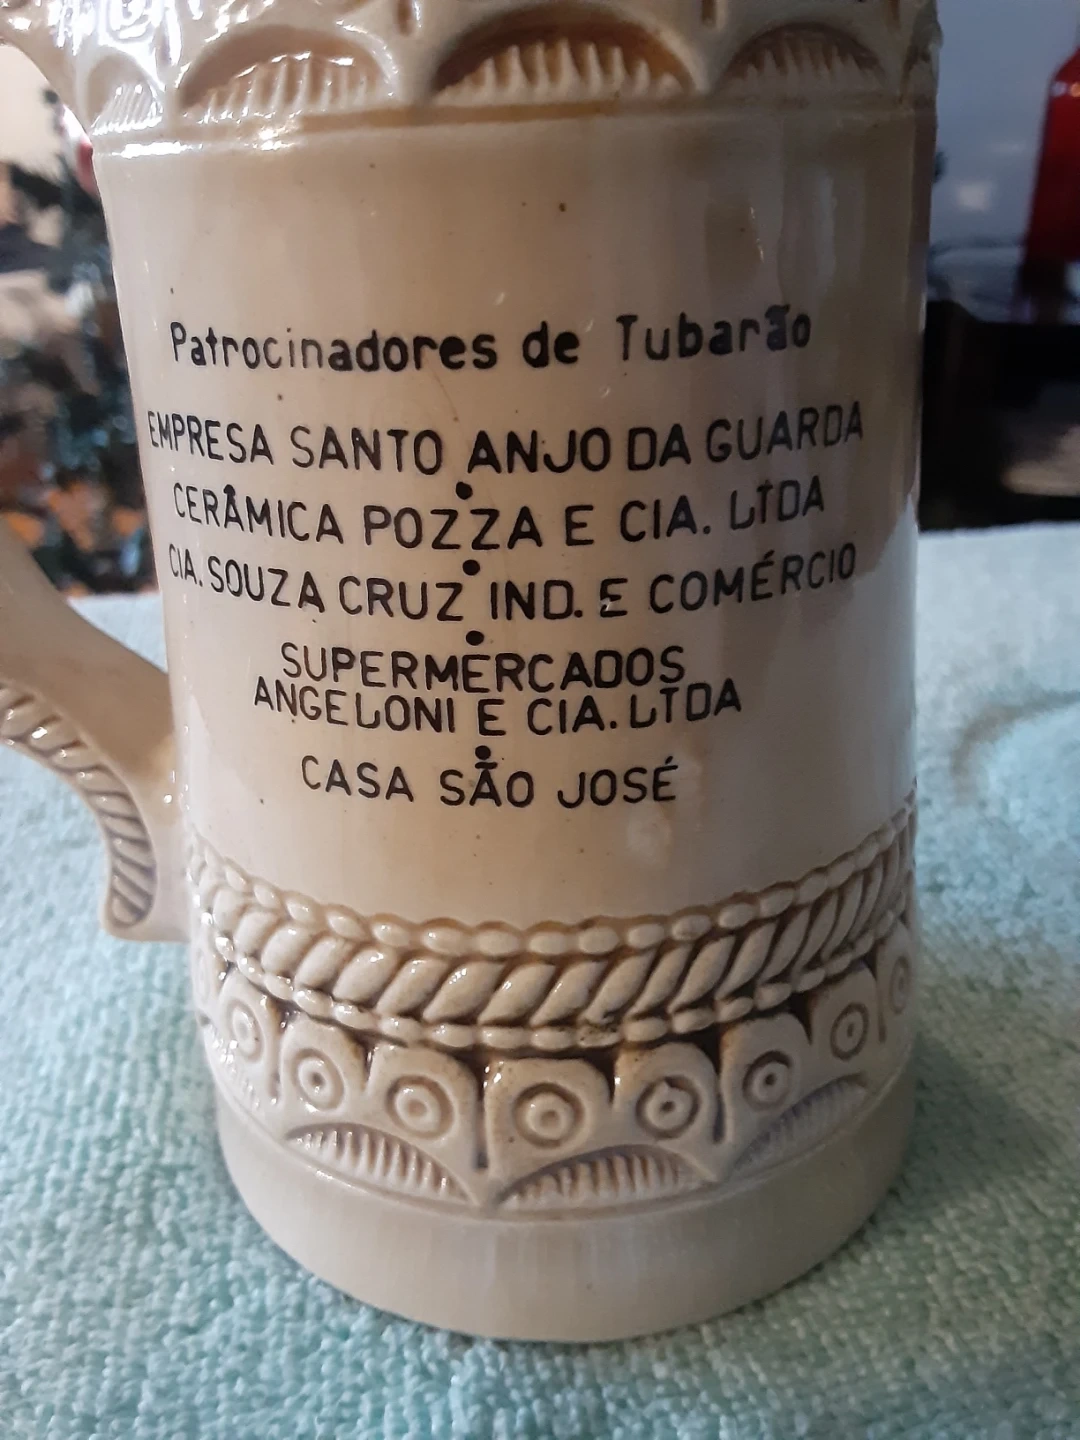 Patrocinadores de Tubarão
EMPRESA SANTO ANJO DA GUARDA
•
CERÂMICA POZZA E CIA. LTDA
•
CIA. SOUZA CRUZ IND. E COMÉRCIO
•
SUPERMERCADOS
ANGELONI E CIA. LTDA
•
CASA SÃO JOSÉ